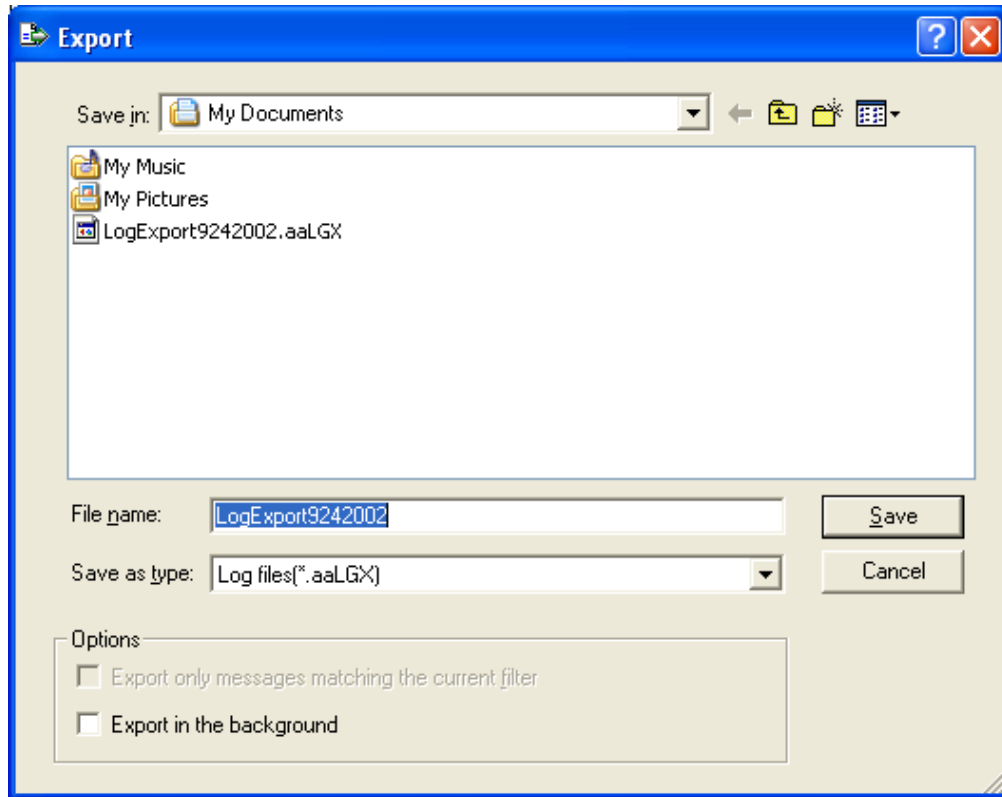 Export
Save in: My Documents
My Music
My Pictures
LogExport9242002.aaLGX
File name: LogExport9242002 Save
Save as type: Log files(*.aaLGX) Cancel
Options
Export only messages matching the current filter
Export in the background